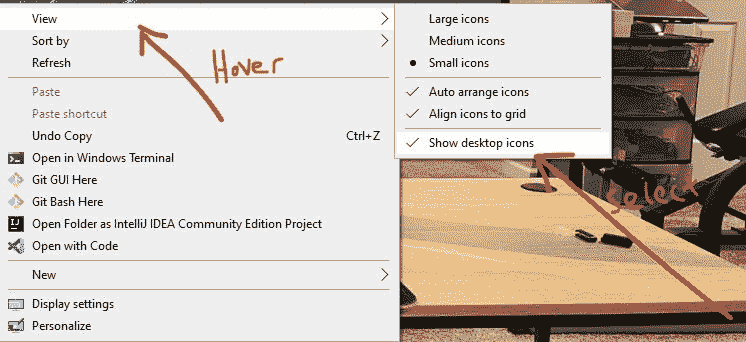 View
Sort by
Refresh
Paste
Paste shortcut
Undo Copy Ctrl+Z
Open in Windows Terminal
Git GUI Here
Git Bash Here
Open Folder as IntelliJ IDEA Community Edition Project
Open with Code
New
Display settings
Personalize
Hover
Large icons
Medium icons
Small icons
Auto arrange icons
Align icons to grid
Show desktop icons
select